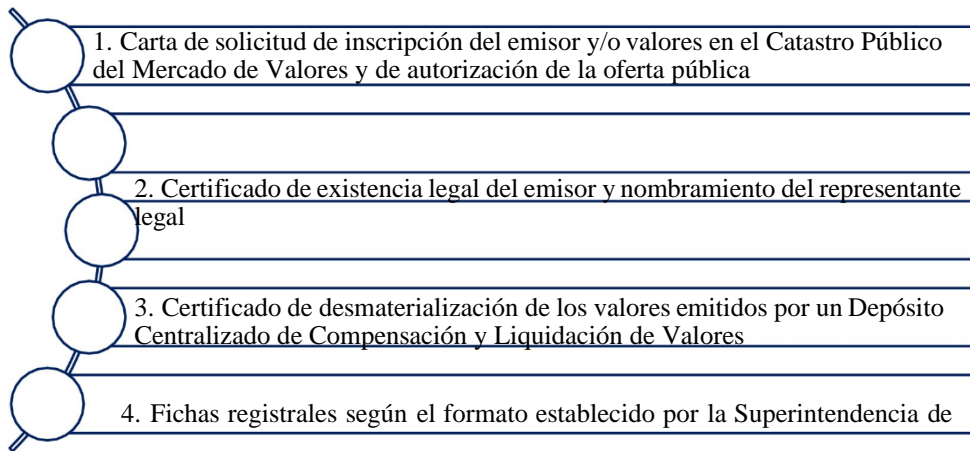 1. Carta de solicitud de inscripción del emisor y/o valores en el Catastro Público
del Mercado de Valores y de autorización de la oferta pública
2. Certificado de existencia legal del emisor y nombramiento del representante
legal
3. Certificado de desmaterialización de los valores emitidos por un Depósito
Centralizado de Compensación y Liquidación de Valores
4. Fichas registrales según el formato establecido por la Superintendencia de